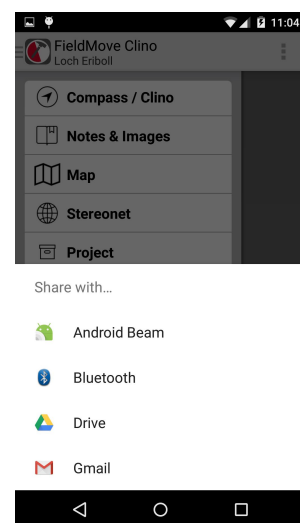 11:04
FieldMove Clino
Loch Eriboll
Compass / Clino
Notes & Images
Map
Stereonet
Project
Share with...
Android Beam
Bluetooth
Drive
Gmail